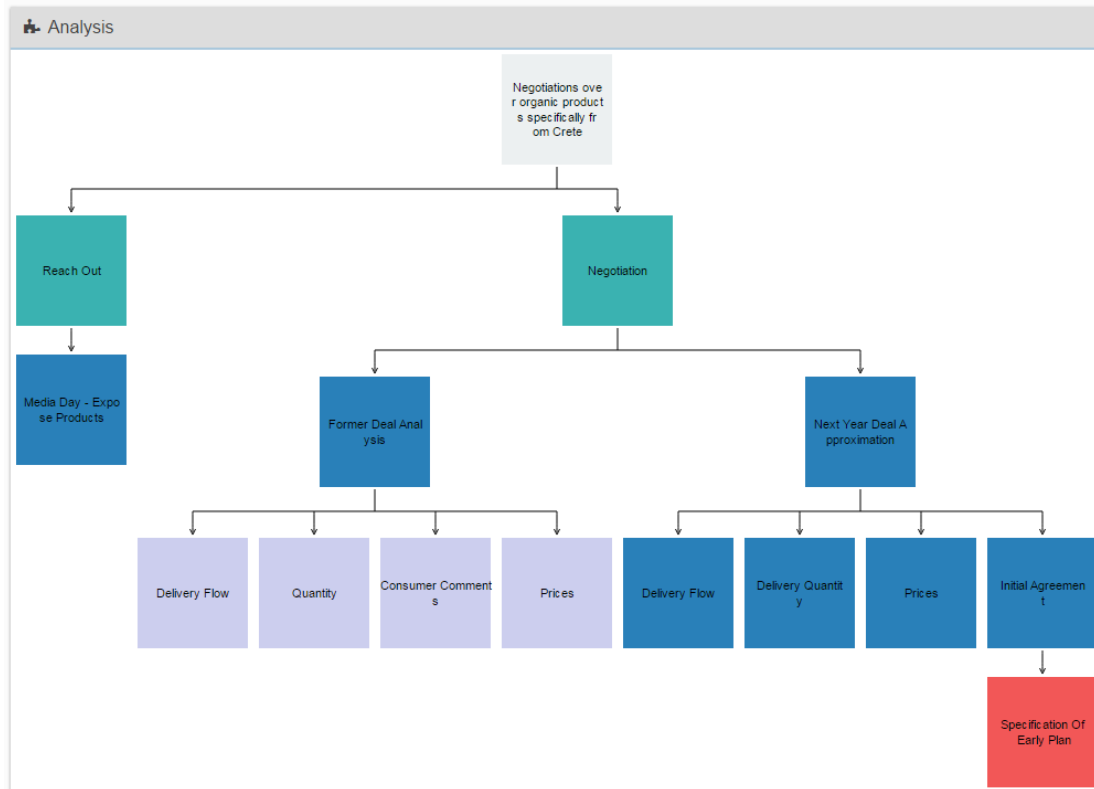 Analysis
Negotiations ove
r organic product
s specifically fr
om Crete
Reach Out
Negotiation
Media Day - Expo
se Products
Former Deal Anal
ysis
Next Year Deal A
pproximation
Delivery Flow
Quantity
Consumer Comment
s
Prices
Delivery Flow
Delivery Quantit
y
Prices
Initial Agreemen
t
Specification Of
Early Plan